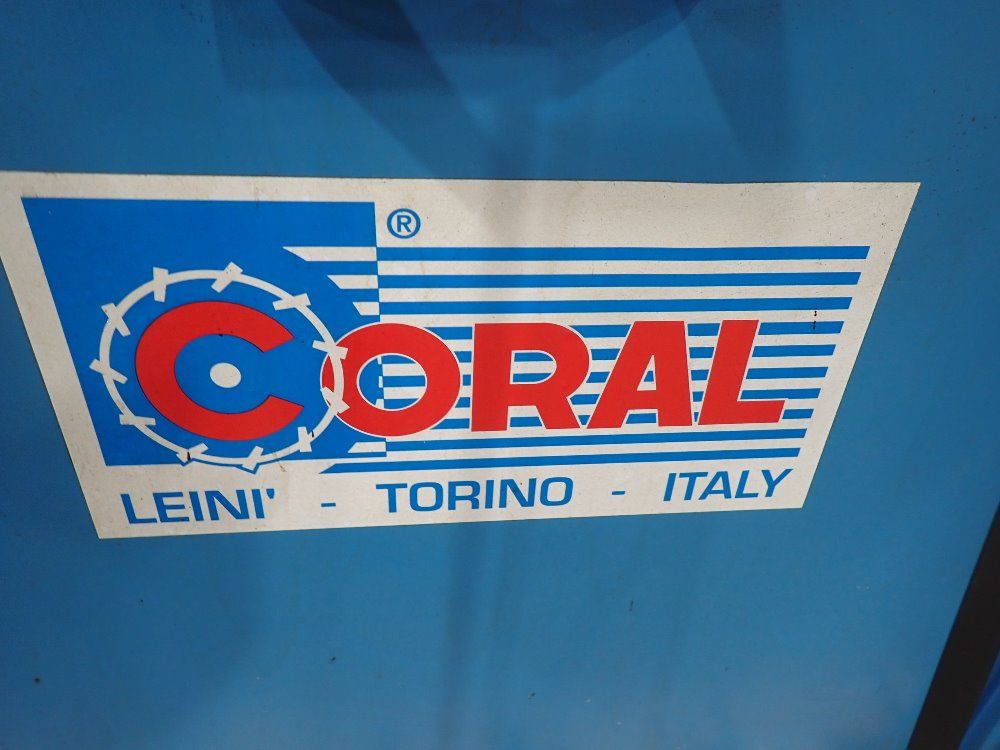 ®
CORAL
LEINI' - TORINO - ITALY